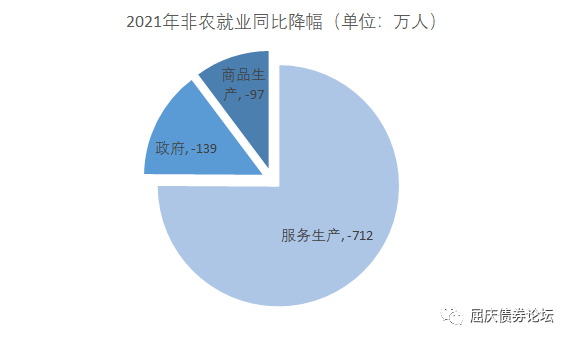 2021年非农就业同比降幅（单位：万人）
商品生
产, -97
政府, -139
服务生产, -712
屈庆债券论坛